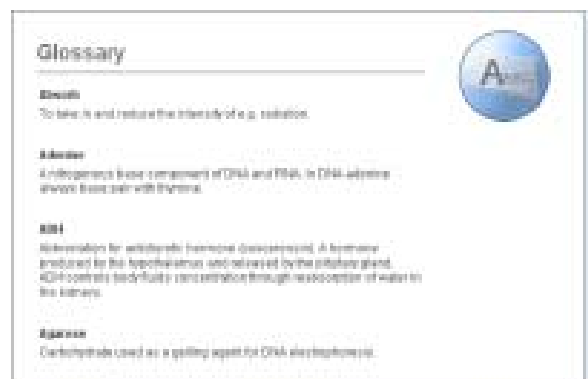 Glossary
A
Absorb
To take in and reduce the intensity of e.g. radiation.
Adenine
A nitrogenous base component of DNA and RNA. In DNA adenine
always base pair with thymine.
ADH
Abbreviation for antidiuretic hormone (vasopressin). A hormone
produced by the hypothalamus and released by the pituitary gland.
ADH controls body fluids concentration through reabsorption of water in
the kidneys.
Agarose
Carbohydrate used as a gelling agent for DNA electrophoresis.